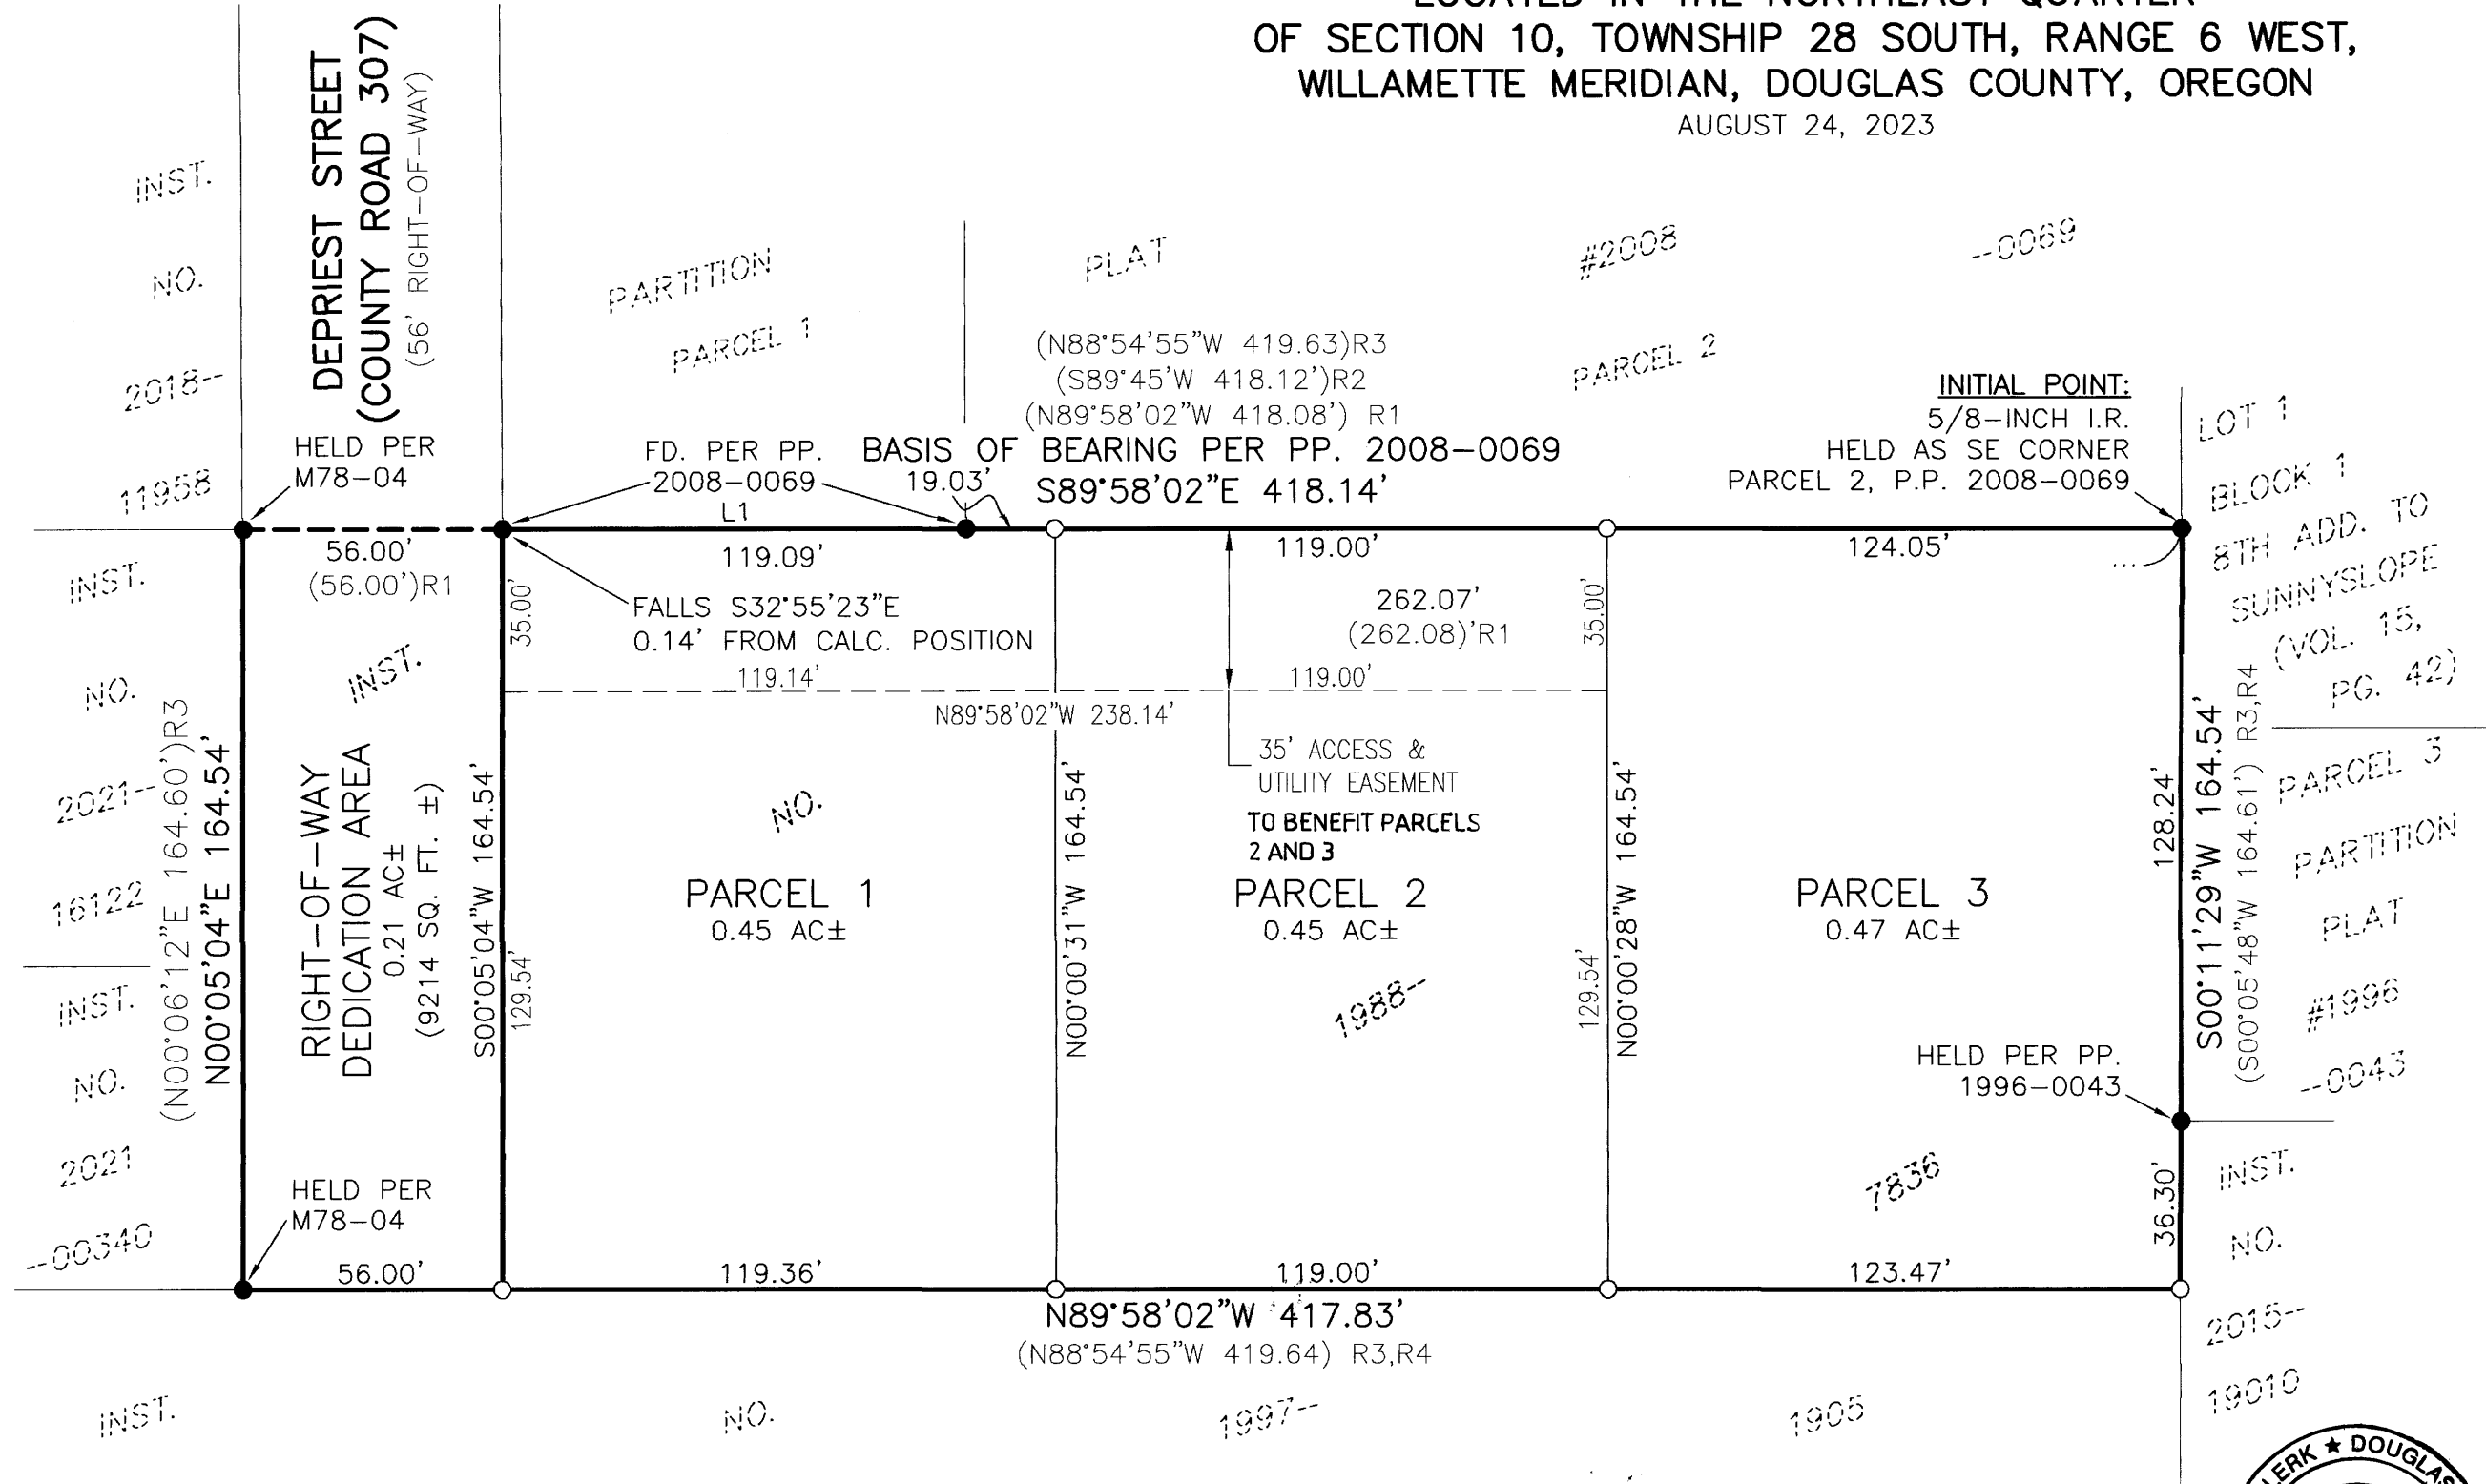 LOCATED IN THE NORTHEAST QUARTER
OF SECTION 10, TOWNSHIP 28 SOUTH, RANGE 6 WEST,
WILLAMETTE MERIDIAN, DOUGLAS COUNTY, OREGON
AUGUST 24, 2023
DEPRIEST STREET
(COUNTY ROAD 307)
(56' RIGHT-OF-WAY)
INST.
NO.
2018--
11958
PARTITION
PLAT
#2008
--0069
PARCEL 1
PARCEL 2
(N88°54'55"W 419.63)R3
(S89°45'W 418.12')R2
(N89°58'02"W 418.08') R1
BASIS OF BEARING PER PP. 2008-0069
S89°58'02"E 418.14'
INITIAL POINT:
5/8-INCH I.R.
HELD AS SE CORNER
PARCEL 2, P.P. 2008-0069
HELD PER
M78-04
FD. PER PP.
2008-0069
L1
19.03'
LOT 1
BLOCK 1
8TH ADD. TO
SUNNYSLOPE
(VOL. 15,
PG. 42)
56.00'
(56.00')R1
119.09'
119.00'
124.05'
...
FALLS S32°55'23"E
0.14' FROM CALC. POSITION
262.07'
(262.08)'R1
35.00'
35.00'
119.14'
119.00'
N89°58'02"W 238.14'
35' ACCESS &
UTILITY EASEMENT
TO BENEFIT PARCELS
2 AND 3
INST.
NO.
2021--
16122
INST.
NO.
2021
--00340
(N00°06'12"E 164.60')R3
N00°05'04"E 164.54'
RIGHT-OF-WAY
DEDICATION AREA
0.21 AC±
(9214 SQ. FT. ±)
S00°05'04"W 164.54'
129.54'
INST.
NO.
1988--
7836
PARCEL 1
0.45 AC±
N00°00'31"W 164.54'
PARCEL 2
0.45 AC±
129.54'
N00°00'28"W 164.54'
PARCEL 3
0.47 AC±
128.24'
S00°11'29"W 164.54'
(S00°05'48"W 164.61') R3,R4
PARCEL 3
PARTITION
PLAT
#1996
--0043
HELD PER PP.
1996-0043
36.30'
INST.
NO.
2015--
19010
HELD PER
M78-04
56.00'
119.36'
119.00'
123.47'
N89°58'02"W 417.83'
(N88°54'55"W 419.64) R3,R4
INST.
NO.
1997--
1905
★ DOUGLAS